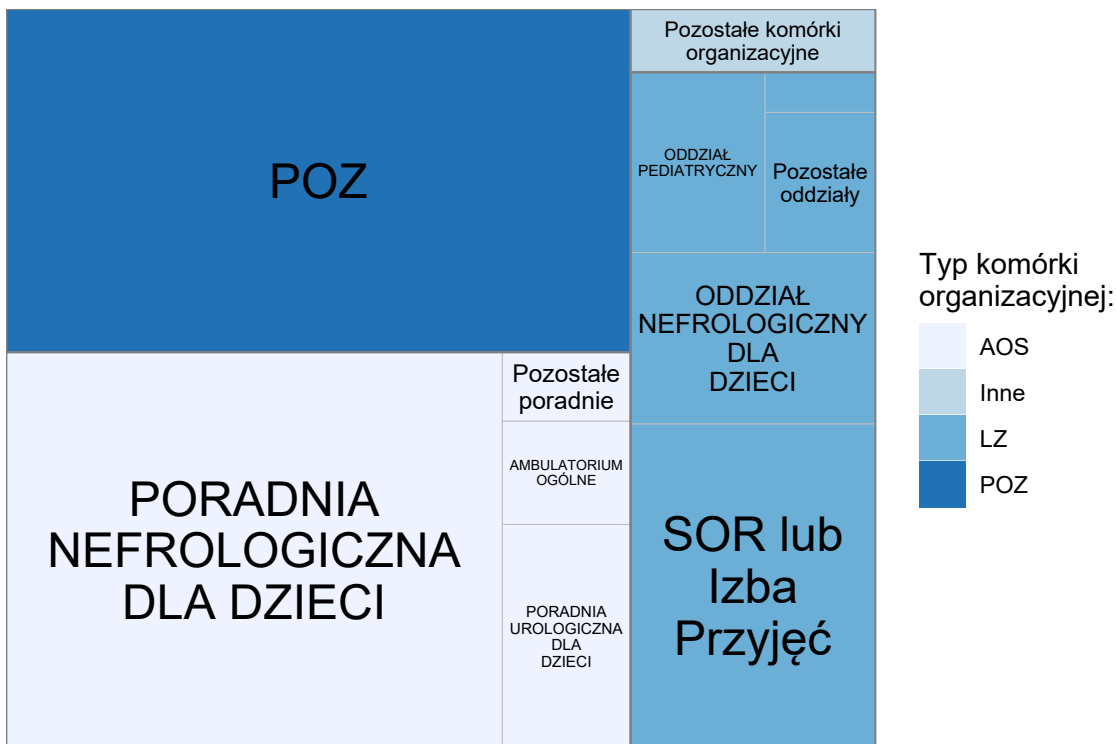 POZ
Pozostałe komórki
organizacyjne
ODDZIAŁ
PEDIATRYCZNY
Pozostałe
oddziały
ODDZIAŁ
NEFROLOGICZNY
DLA
DZIECI
SOR lub
Izba
Przyjęć
PORADNIA
NEFROLOGICZNA
DLA DZIECI
Pozostałe
poradnie
AMBULATORIUM
OGÓLNE
PORADNIA
UROLOGICZNA
DLA
DZIECI
Typ komórki
organizacyjnej:
AOS
Inne
LZ
POZ